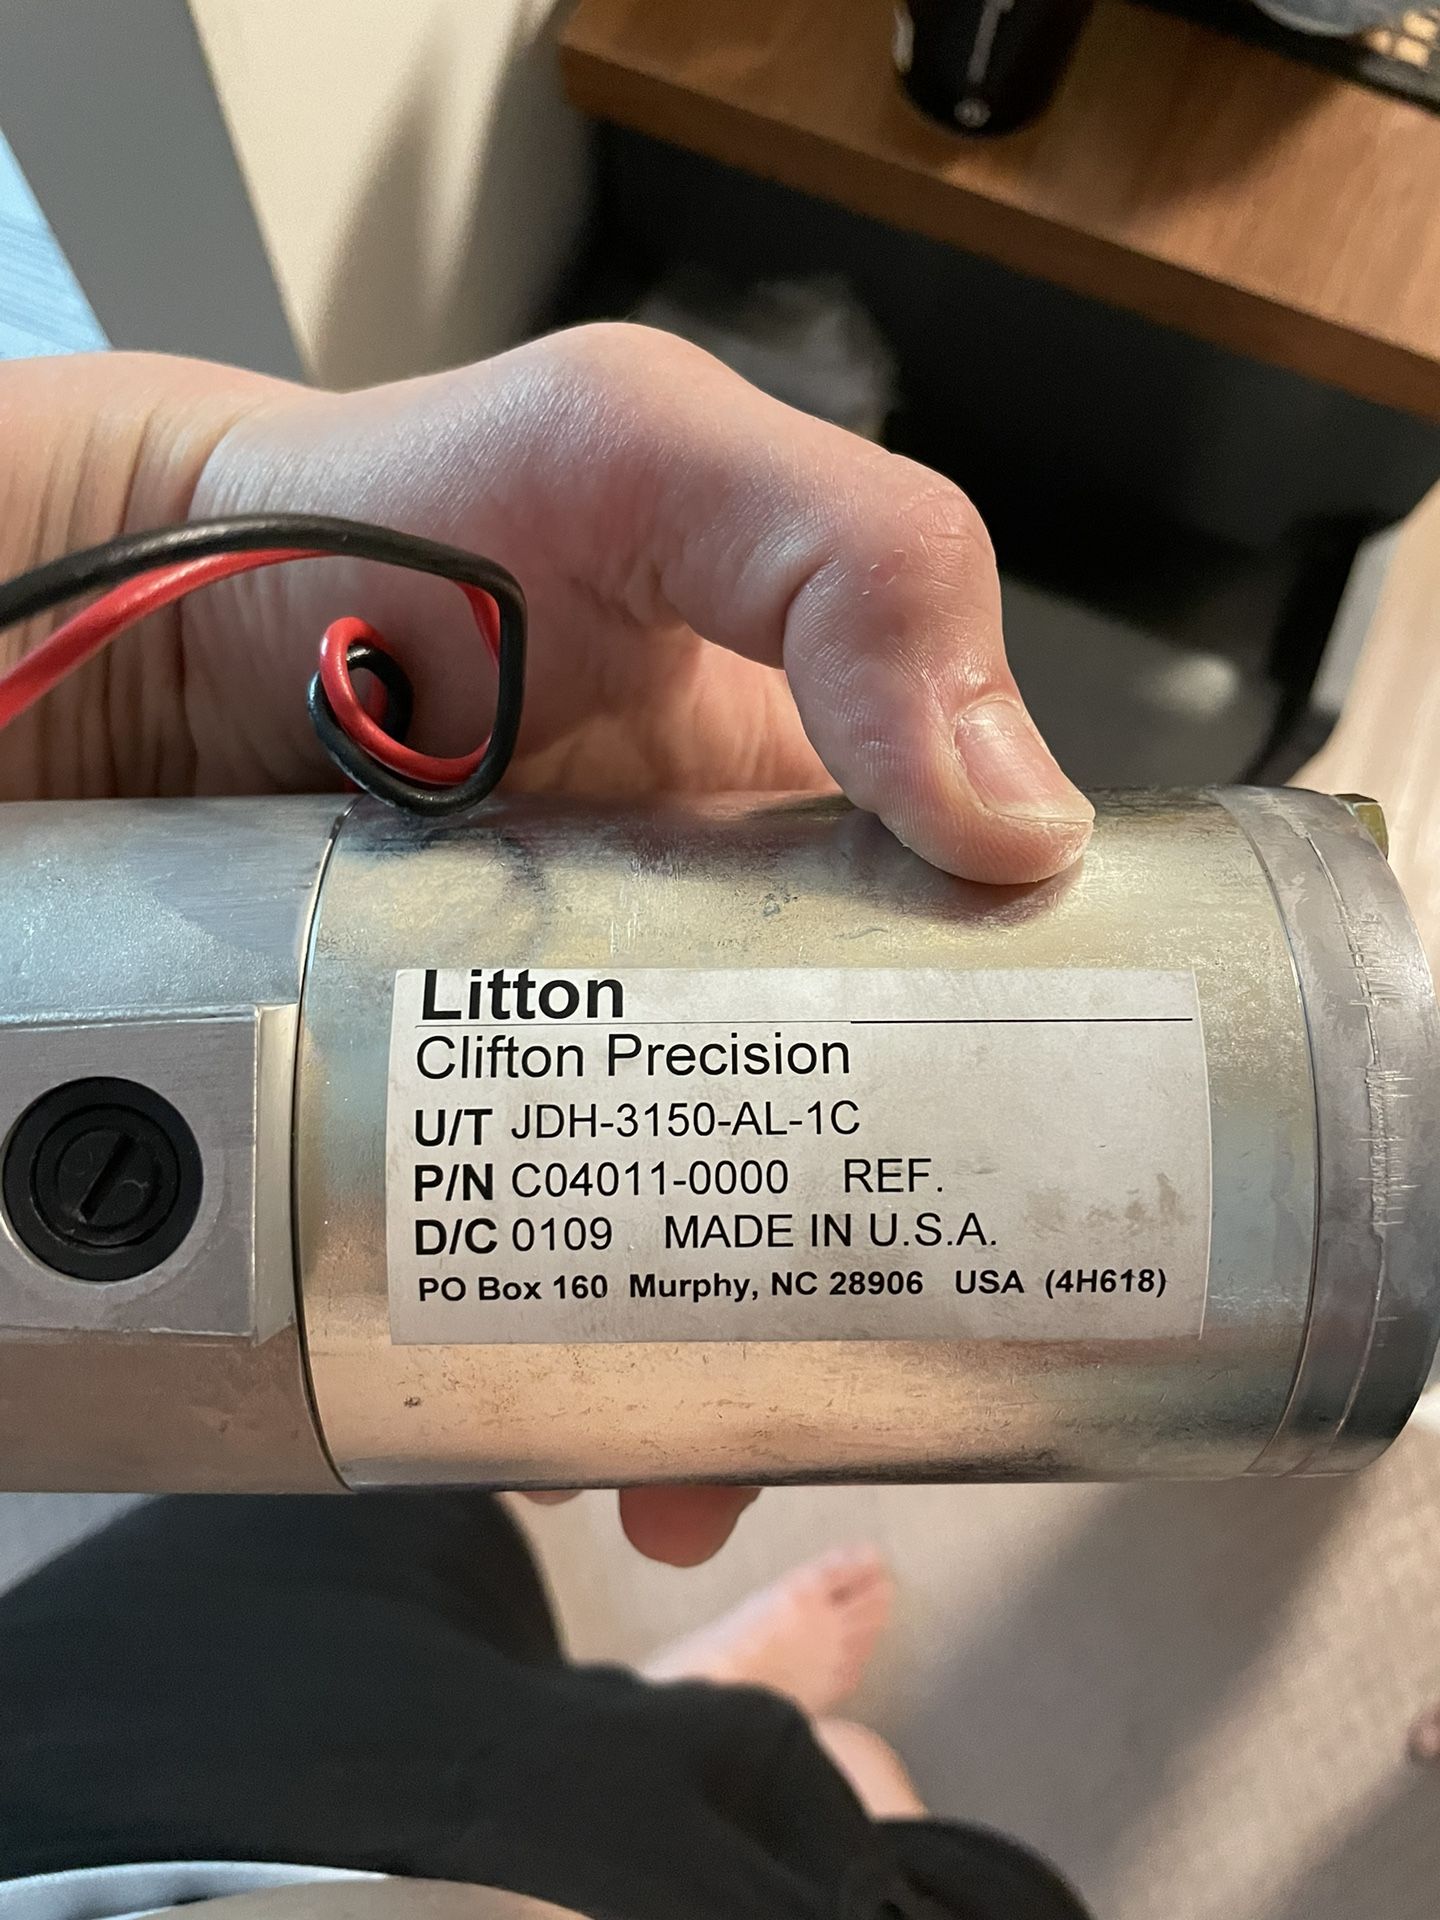 Litton
Clifton Precision
U/T JDH-3150-AL-1C
P/N C04011-0000 REF.
D/C 0109 MADE IN U.S.A.
PO Box 160 Murphy, NC 28906 USA (4H618)